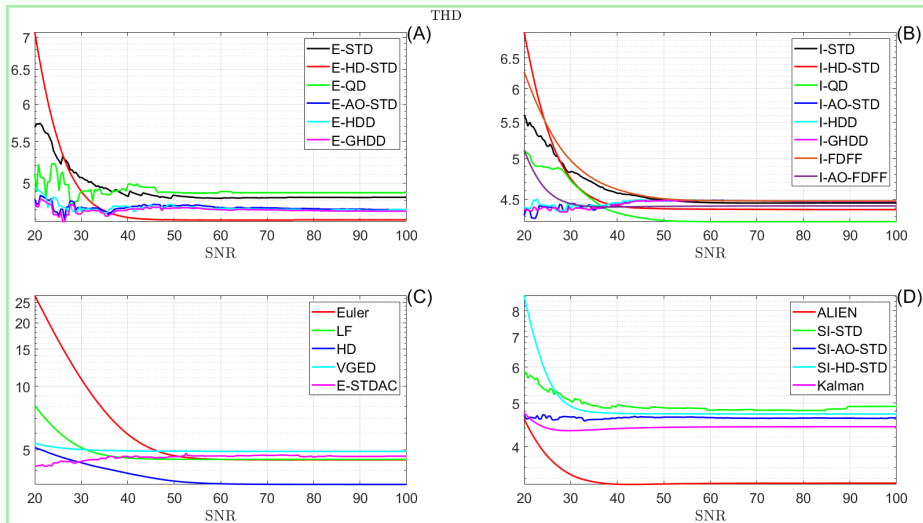 THD
(A)
7
6.5
6
5.5
5
E-STD
E-HD-STD
E-QD
E-AO-STD
E-HDD
E-GHDD
20 30 40 50 60 70 80 90 100
SNR
(B)
6.5
6
5.5
5
4.5
I-STD
I-HD-STD
I-QD
I-AO-STD
I-HDD
I-GHDD
I-FDFF
I-AO-FDFF
20 30 40 50 60 70 80 90 100
SNR
(C)
25
20
15
10
5
Euler
LF
HD
VGED
E-STDAC
20 30 40 50 60 70 80 90 100
SNR
(D)
8
7
6
5
4
ALIEN
SI-STD
SI-AO-STD
SI-HD-STD
Kalman
20 30 40 50 60 70 80 90 100
SNR